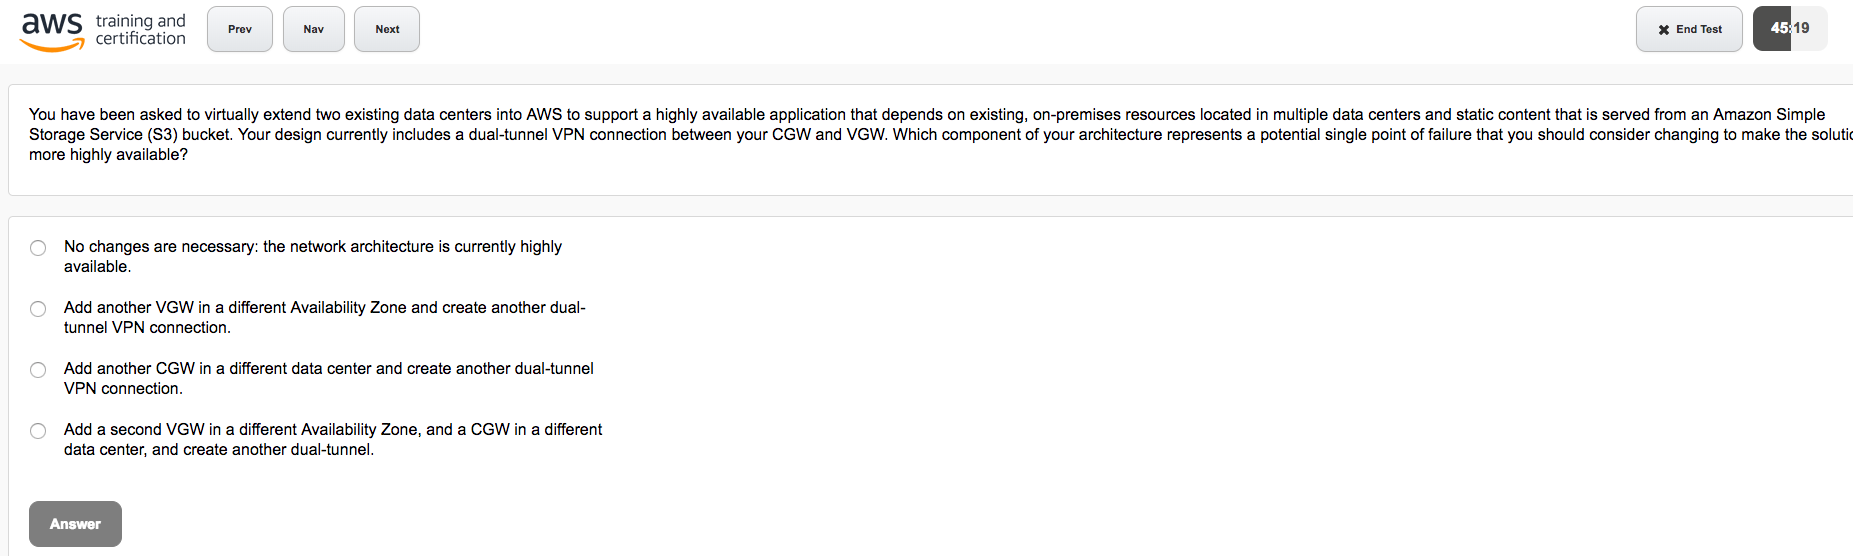 aws training and certification
Prev
Nav
Next
✖ End Test
45:19
You have been asked to virtually extend two existing data centers into AWS to support a highly available application that depends on existing, on-premises resources located in multiple data centers and static content that is served from an Amazon Simple
Storage Service (S3) bucket. Your design currently includes a dual-tunnel VPN connection between your CGW and VGW. Which component of your architecture represents a potential single point of failure that you should consider changing to make the
more highly available?
No changes are necessary: the network architecture is currently highly
available.
Add another VGW in a different Availability Zone and create another dual-
tunnel VPN connection.
Add another CGW in a different data center and create another dual-tunnel
VPN connection.
Add a second VGW in a different Availability Zone, and a CGW in a different
data center, and create another dual-tunnel.
Answer